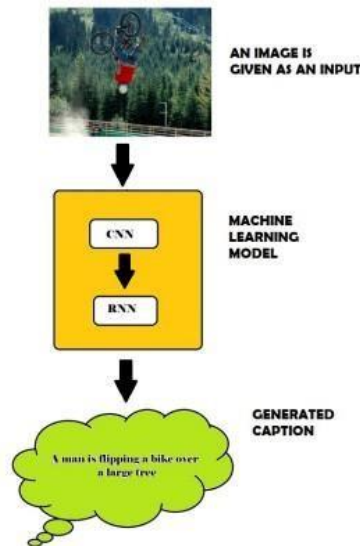 AN IMAGE IS
GIVEN AS AN INPUT
MACHINE
LEARNING
MODEL
CNN
RNN
GENERATED
CAPTION
A man is flipping a bike over
a large tree